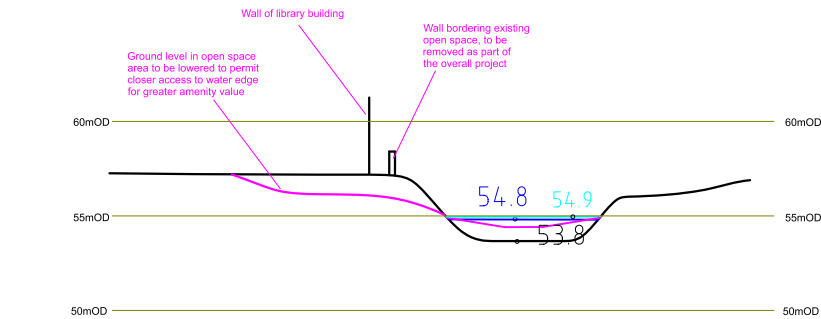 Wall of library building
Wall bordering existing
open space, to be
removed as part of
the overall project
Ground level in open space
area to be lowered to permit
closer access to water edge
for greater amenity value
60mOD
60mOD
54.8
54.9
55mOD
55mOD
53.8
50mOD
50mOD